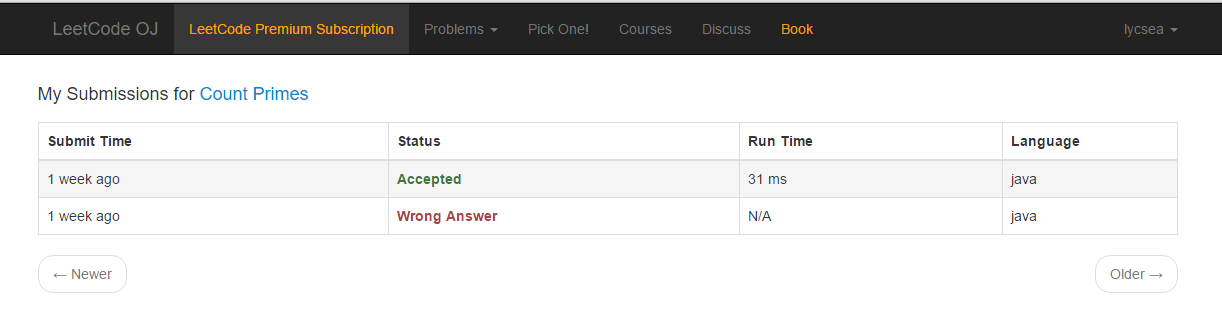 LeetCode OJ LeetCode Premium Subscription Problems Pick One! Courses Discuss Book lycsea
My Submissions for Count Primes
Submit Time Status Run Time Language
1 week ago Accepted 31 ms java
1 week ago Wrong Answer N/A java
← Newer Older →